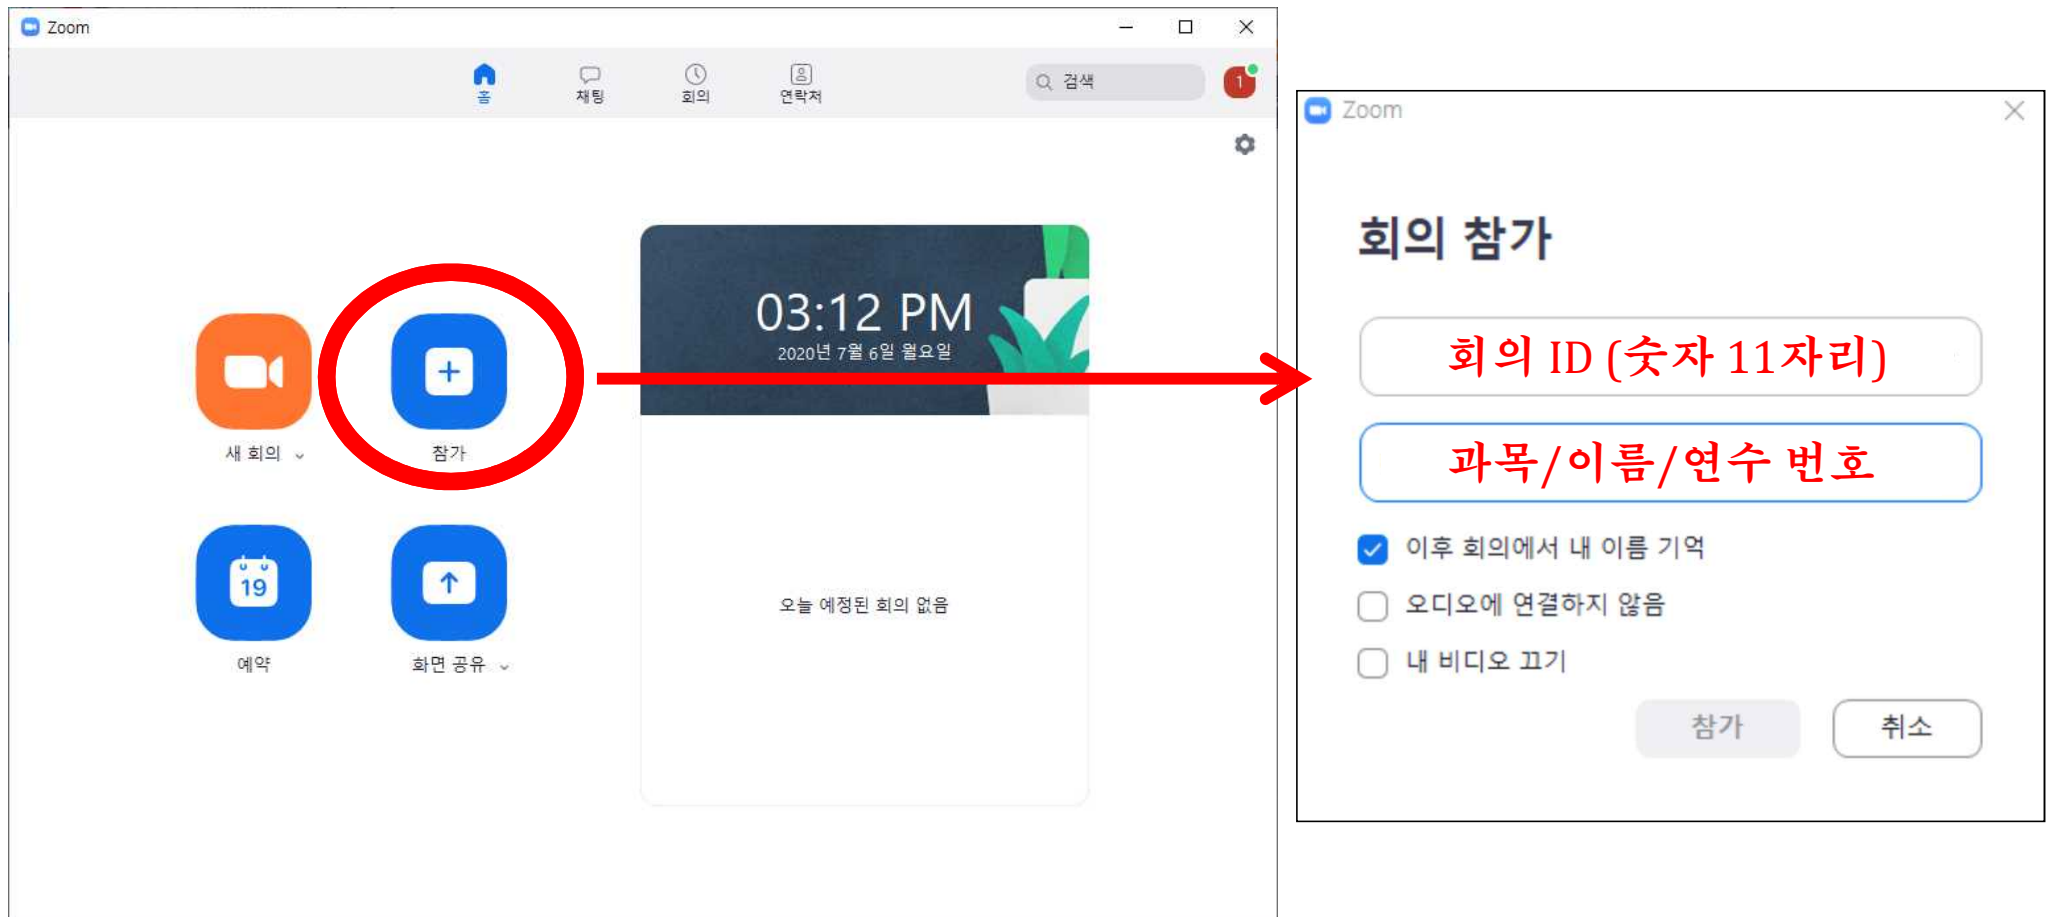 Zoom
홈
채팅
회의
연락처
검색
1
03:12 PM
2020년 7월 6일 월요일
새 회의
참가
19
예약
화면 공유
오늘 예정된 회의 없음
Zoom
회의 참가
회의 ID (숫자 11자리)
과목/이름/연수 번호
이후 회의에서 내 이름 기억
오디오에 연결하지 않음
내 비디오 끄기
참가
취소